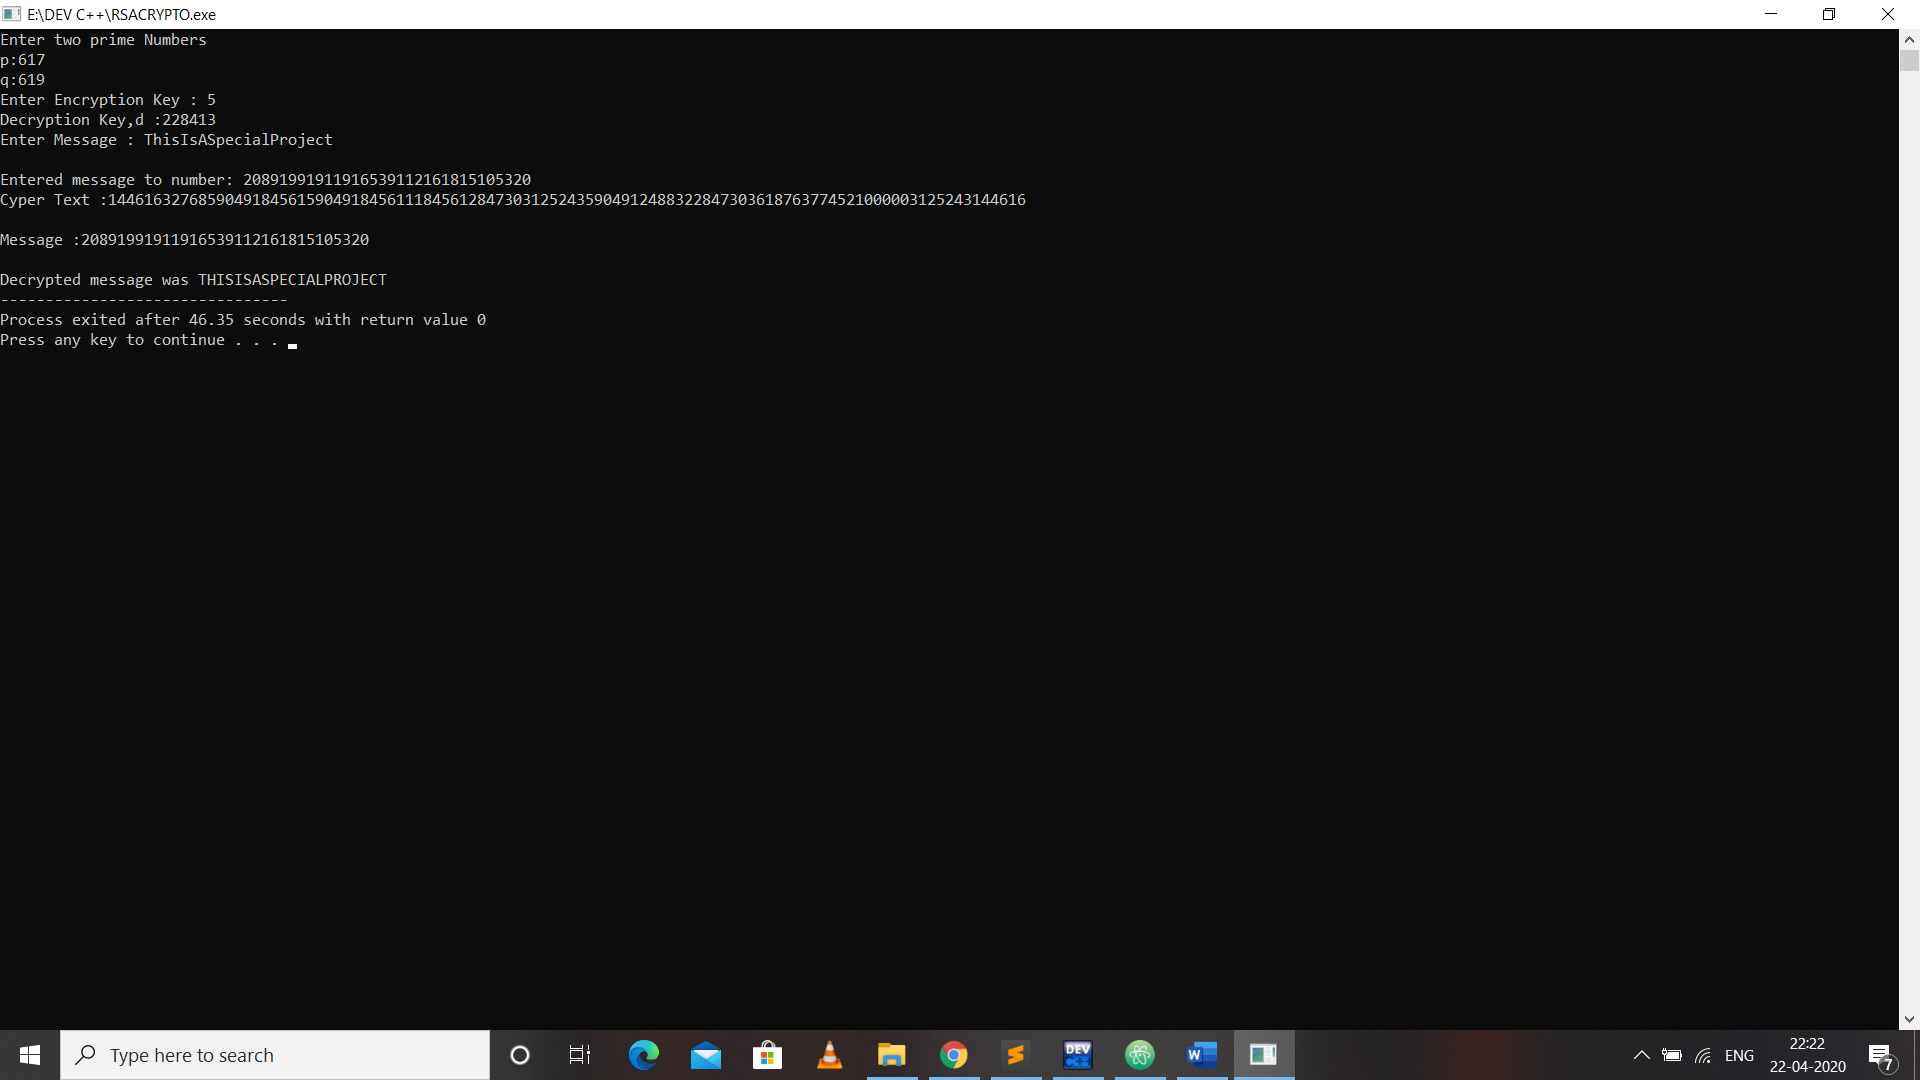 E:\DEV C++\RSACRYPTO.exe
Enter two prime Numbers
p:617
q:619
Enter Encryption Key : 5
Decryption Key,d :228413
Enter Message : ThisIsASpecialProject
Entered message to number: 20891991911916539112161815105320
Cyper Text :144616327685904918456159049184561118456128473031252435904912488322847303618763774521000003125243144616
Message :20891991911916539112161815105320
Decrypted message was THISISASPECIALPROJECT
--------------------------------
Process exited after 46.35 seconds with return value 0
Press any key to continue . . .
Type here to search
DEV C++
W
ENG
22:22
22-04-2020
7